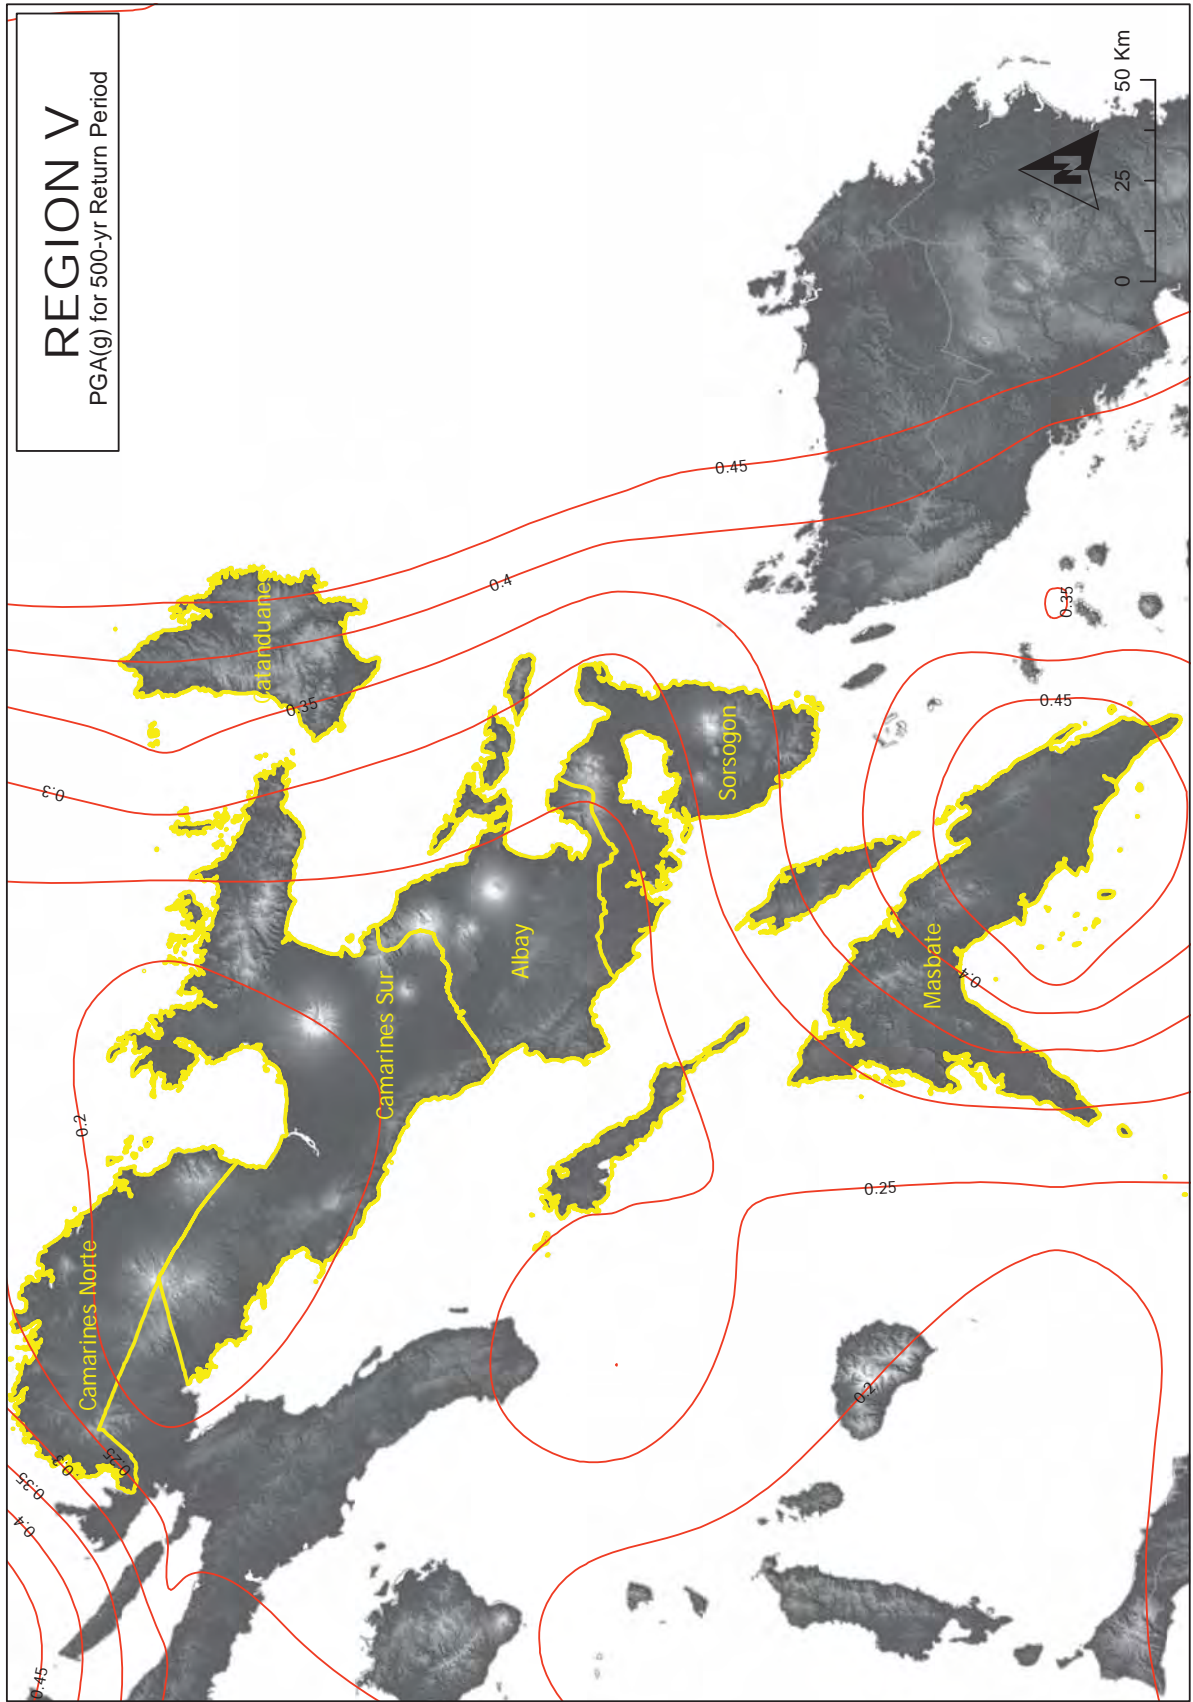 REGION V
PGA(g) for 500-yr Return Period
Catanduanes
Camarines Norte
Camarines Sur
Albay
Sorsogon
Masbate
0.45
0.4
0.35
0.3
0.2
0.25
0.3
0.35
0.4
0.45
0.35
0.45
0.4
0.25
0.2
N
0 25 50 Km